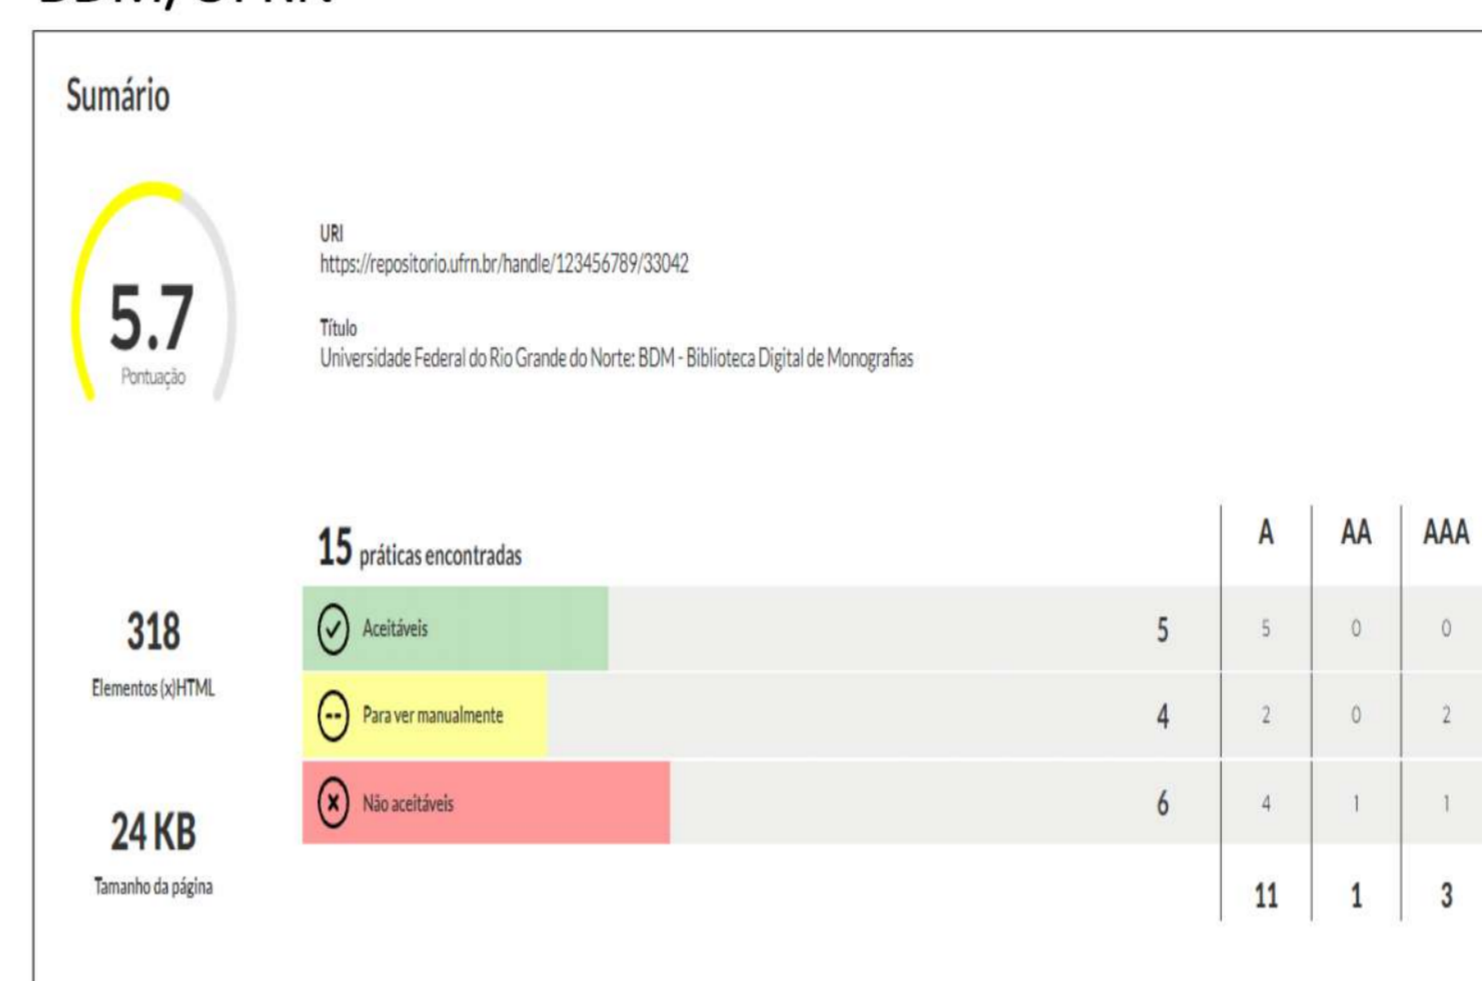 Sumário
5.7
Pontuação
URI
https://repositorio.ufrn.br/handle/123456789/33042
Título
Universidade Federal do Rio Grande do Norte: BDM - Biblioteca Digital de Monografias
318
Elementos (x)HTML
24 KB
Tamanho da página
15 práticas encontradas A AA AAA
Aceitáveis 5 5 0 0
Para ver manualmente 4 2 0 2
Não aceitáveis 6 4 1 1
11 1 3